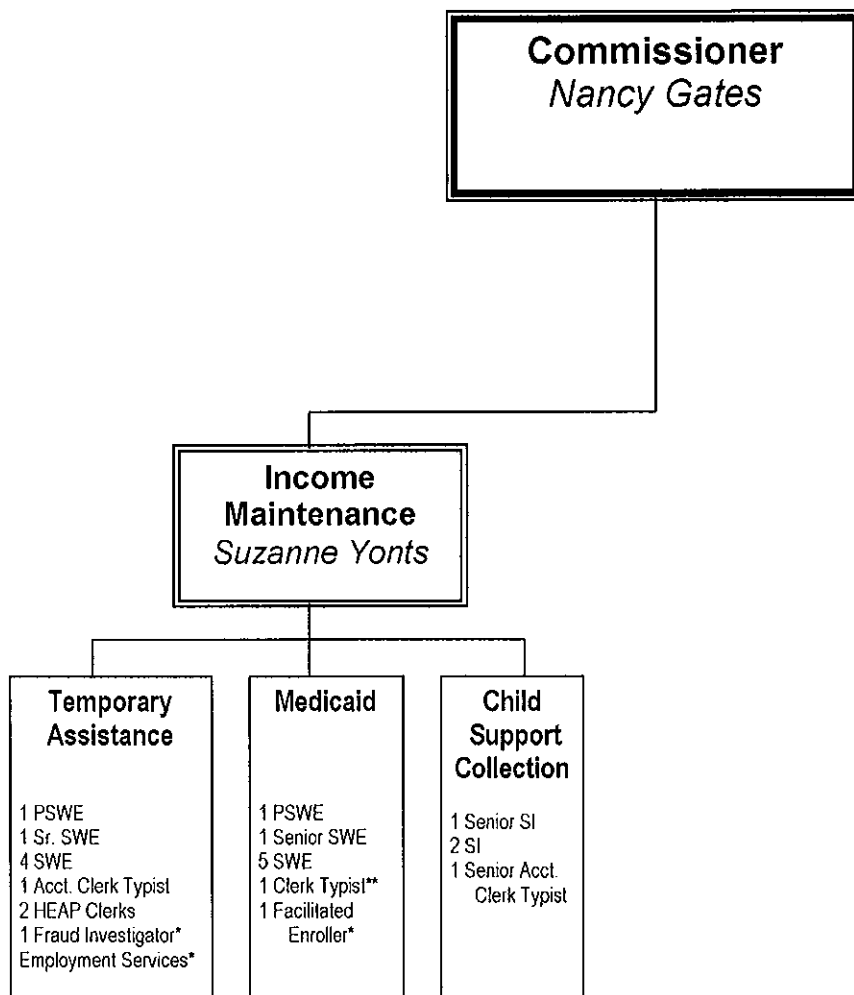 Commissioner
Nancy Gates
Income
Maintenance
Suzanne Yonts
Temporary
Assistance
1 PSWE
1 Sr. SWE
4 SWE
1 Acct. Clerk Typist
2 HEAP Clerks
1 Fraud Investigator*
Employment Services*
Medicaid
1 PSWE
1 Senior SWE
5 SWE
1 Clerk Typist**
1 Facilitated
Enroller*
Child
Support
Collection
1 Senior SI
2 SI
1 Senior Acct.
Clerk Typist